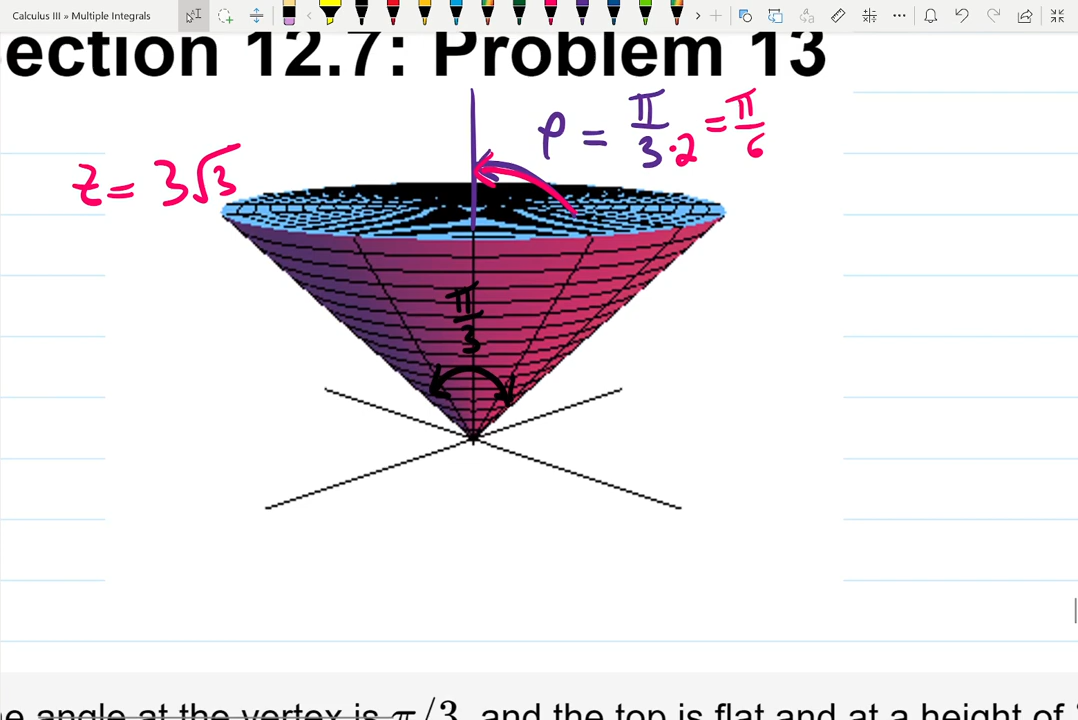 Calculus III » Multiple Integrals
ection 12.7: Problem 13
φ = π/(3·2) = π/6
z = 3√3
π/3
e angle at the vertex is π/3, and the top is flat and at a height of